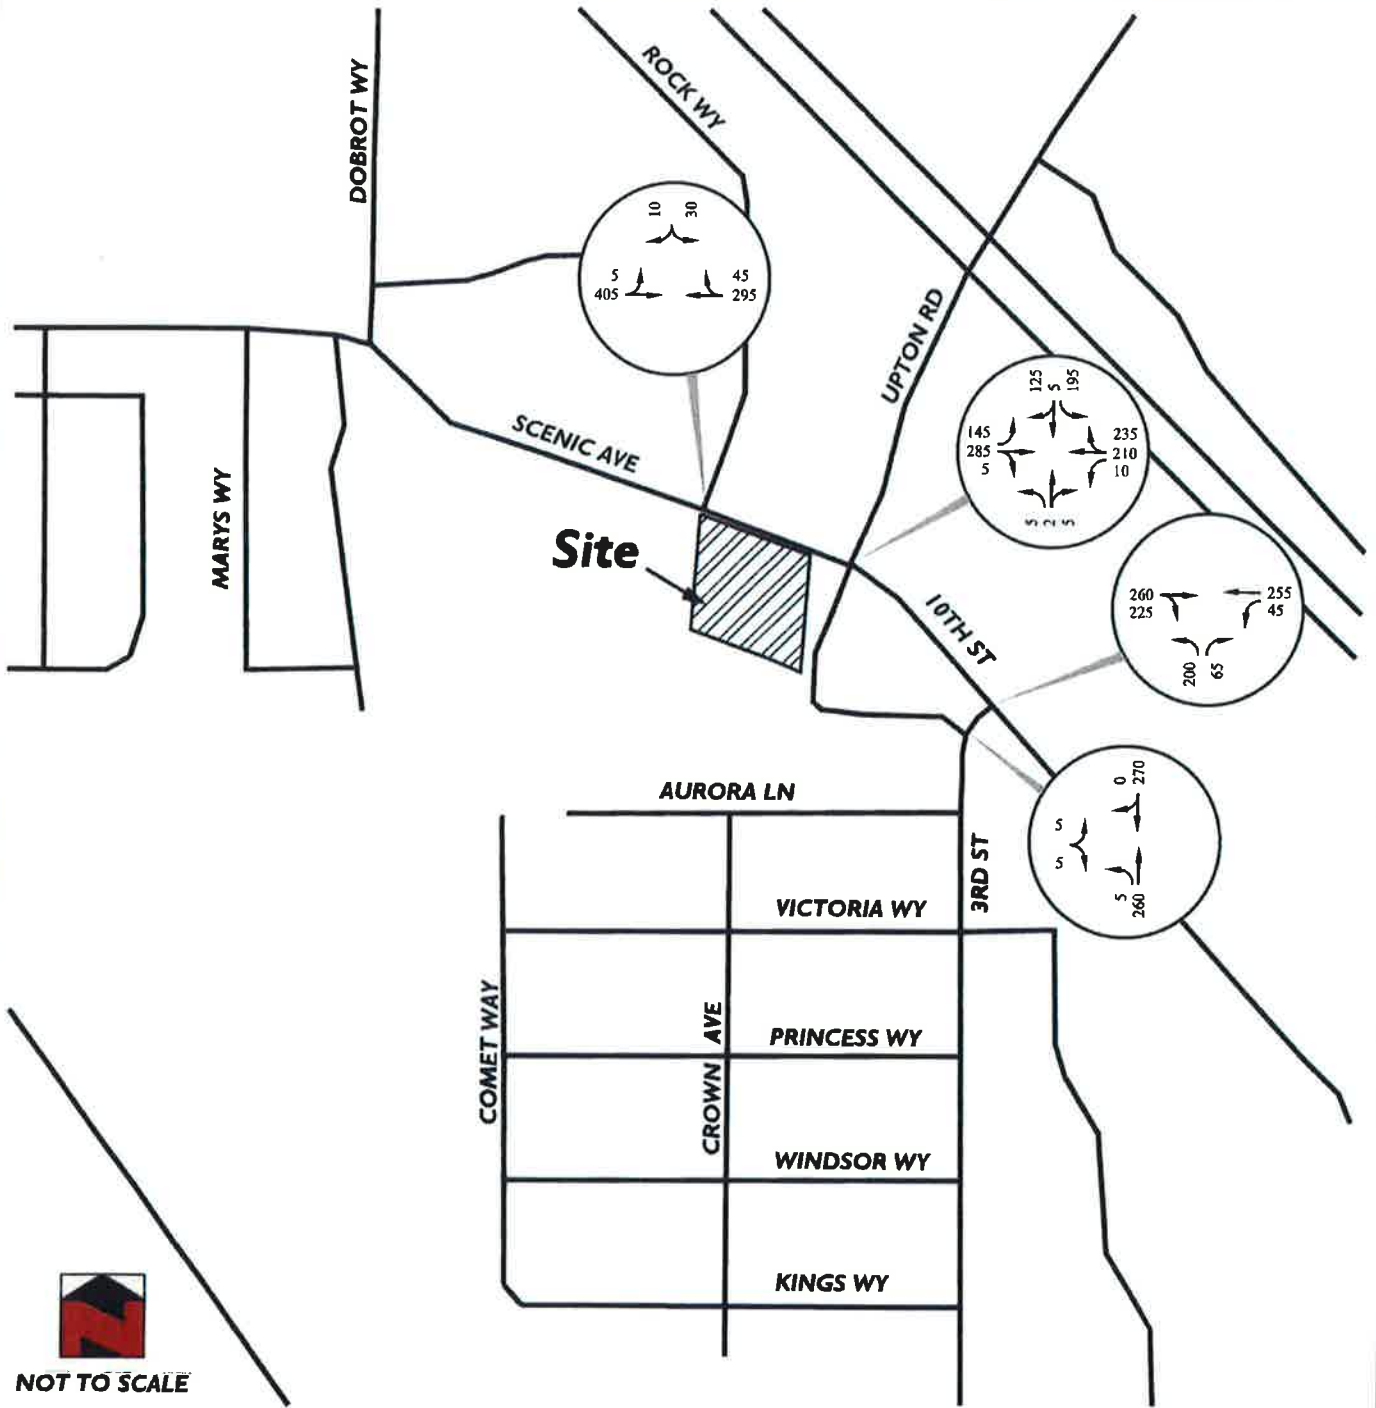 DOBROT WY
ROCK WY
10 30
5 45
405 295
UPTON RD
125 5 195
145 235
285 210
5 10
5 2 5
SCENIC AVE
MARYS WY
Site
260 255
225 45
200 65
10TH ST
0 270
5
5
5 260
AURORA LN
3RD ST
VICTORIA WY
COMET WAY
CROWN AVE
PRINCESS WY
WINDSOR WY
KINGS WY
N
NOT TO SCALE